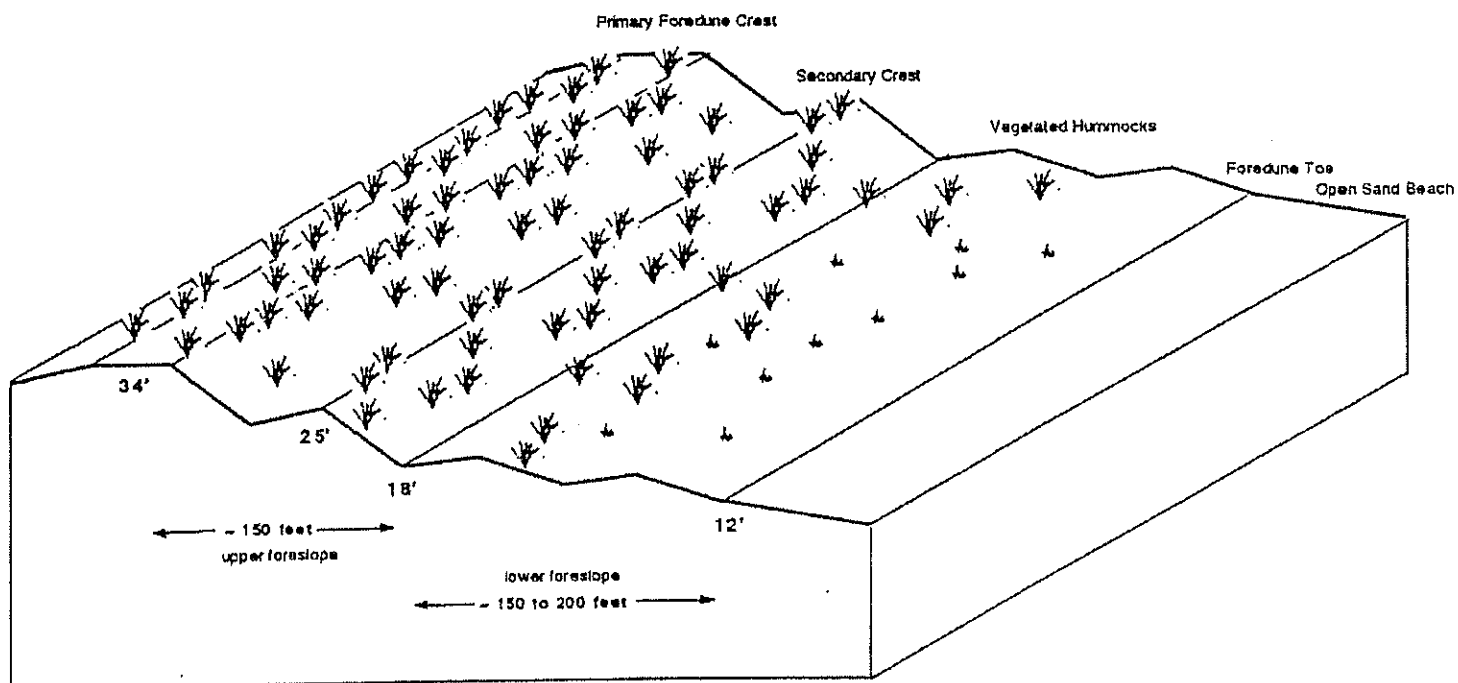 Primary Foredune Crest
Secondary Crest
Vegetated Hummocks
Foredune Toe
Open Sand Beach
34'
25'
18'
12'
~ 150 feet
upper foreslope
lower foreslope
~ 150 to 200 feet